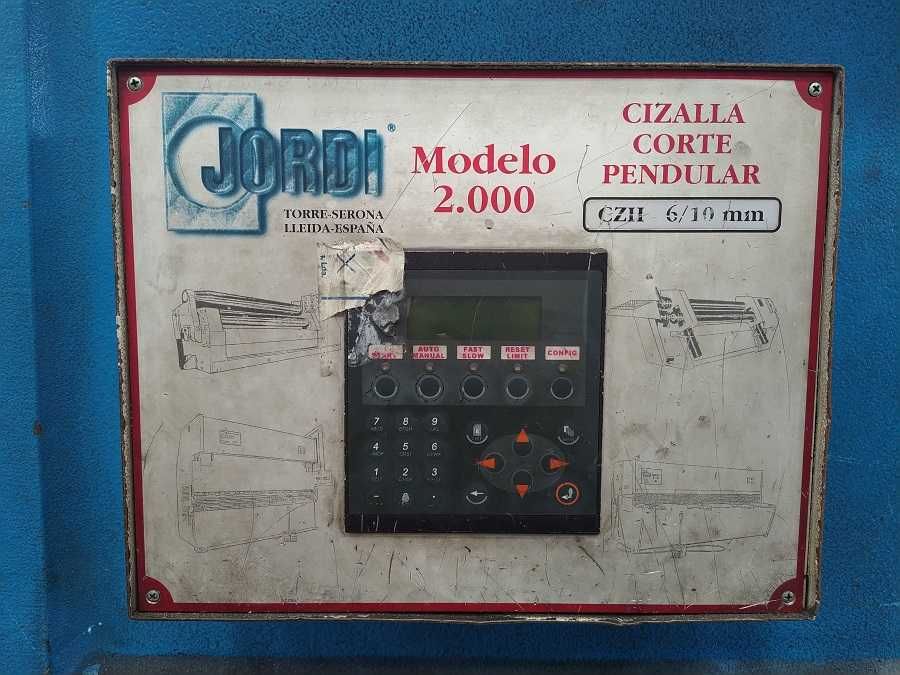 JORDI®
TORRE-SERONA
LLEIDA-ESPAÑA
Modelo
2.000
CIZALLA
CORTE
PENDULAR
CZH 6/10 mm
START
AUTO
MANUAL
FAST
SLOW
RESET
LIMIT
CONFIG
7 8 9
4 5 6
1 2 3